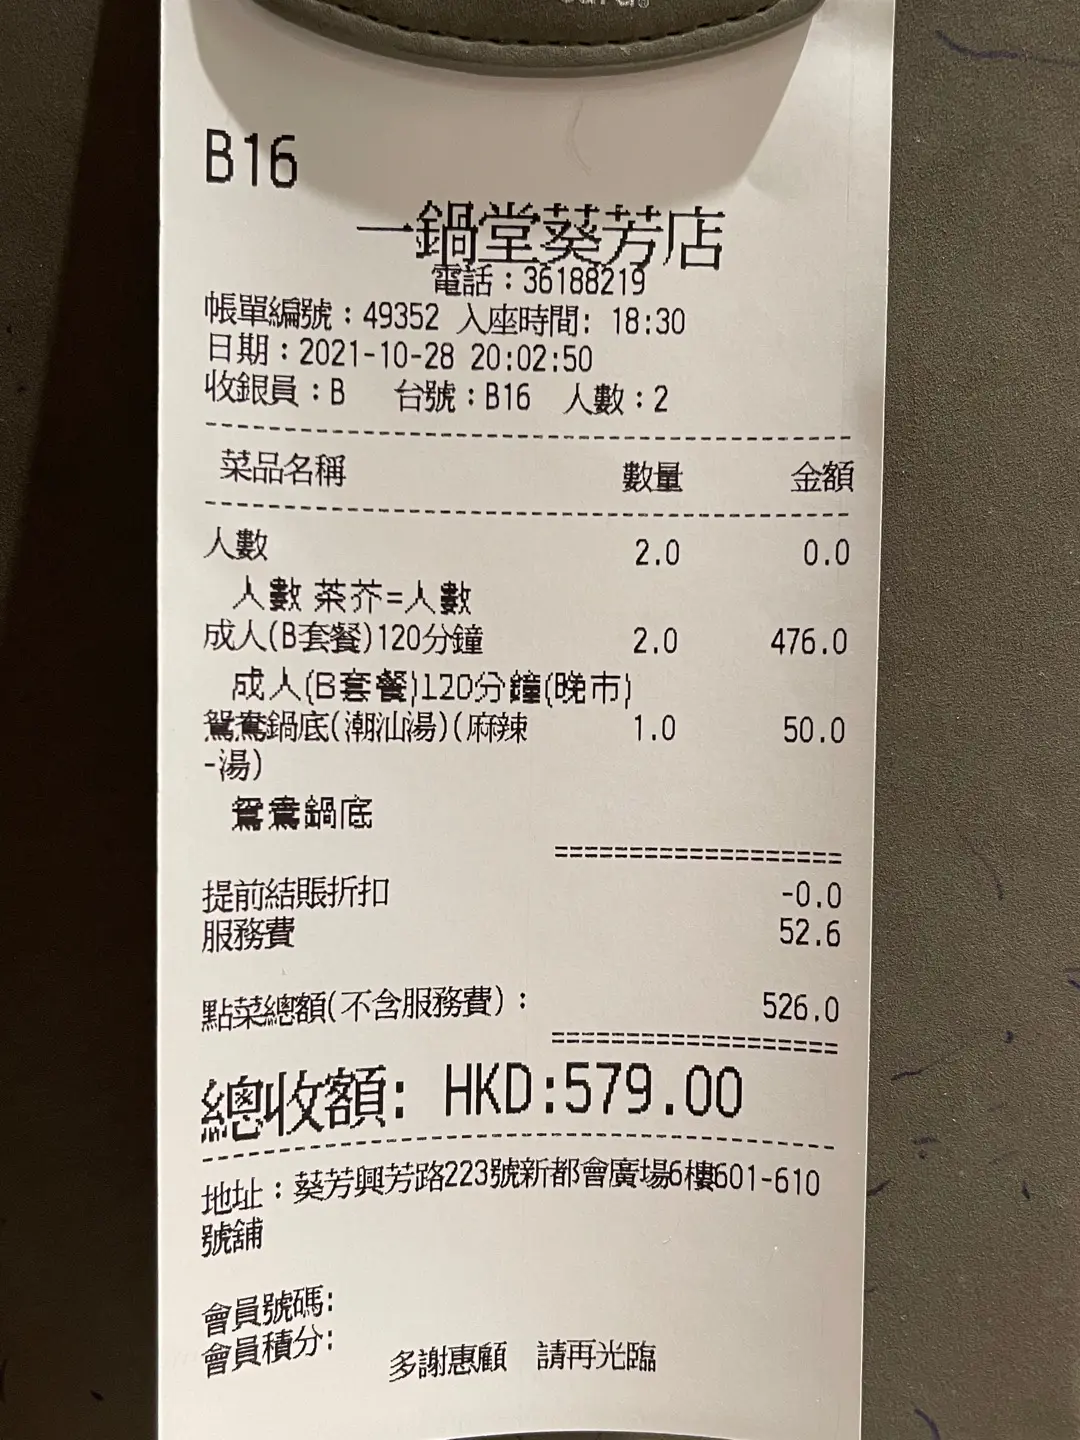 B16
一鍋堂葵芳店
電話：36188219
帳單編號：49352 入座時間: 18:30
日期：2021-10-28 20:02:50
收銀員：B 台號：B16 人數：2
菜品名稱 數量 金額
人數 2.0 0.0
人數 茶芥=人數
成人(B套餐)120分鐘 2.0 476.0
成人(B套餐)120分鐘(晚市)
鴛鴦鍋底(潮汕湯)(麻辣 1.0 50.0
-湯)
鴛鴦鍋底
===================
提前結賬折扣 -0.0
服務費 52.6
點菜總額(不含服務費)： 526.0
===================
總收額: HKD:579.00
地址：葵芳興芳路223號新都會廣場6樓601-610
號舖
會員號碼:
會員積分:
多謝惠顧 請再光臨